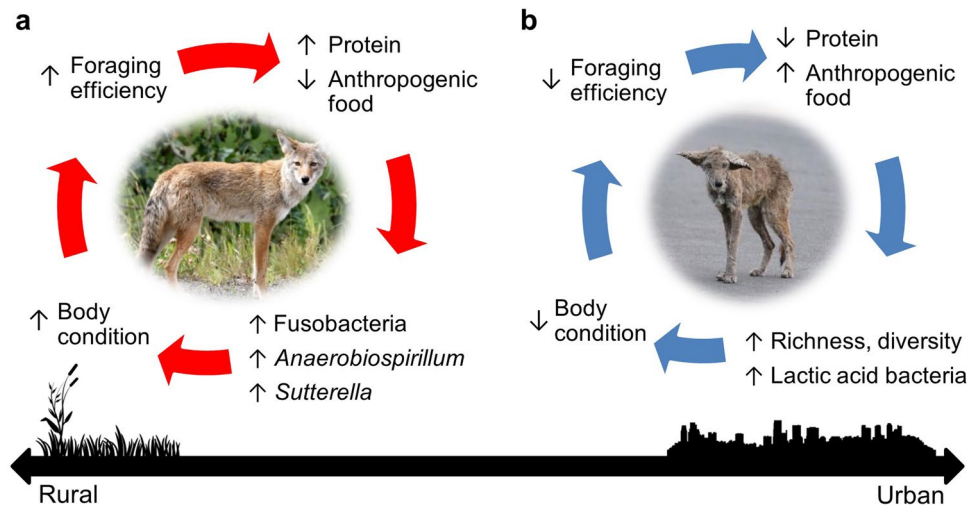 a
↑ Foraging
efficiency
↑ Protein
↓ Anthropogenic
food
↑ Body
condition
↑ Fusobacteria
↑ Anaerobiospirillum
↑ Sutterella
b
↓ Foraging
efficiency
↓ Protein
↑ Anthropogenic
food
↓ Body
condition
↑ Richness, diversity
↑ Lactic acid bacteria
Rural
Urban